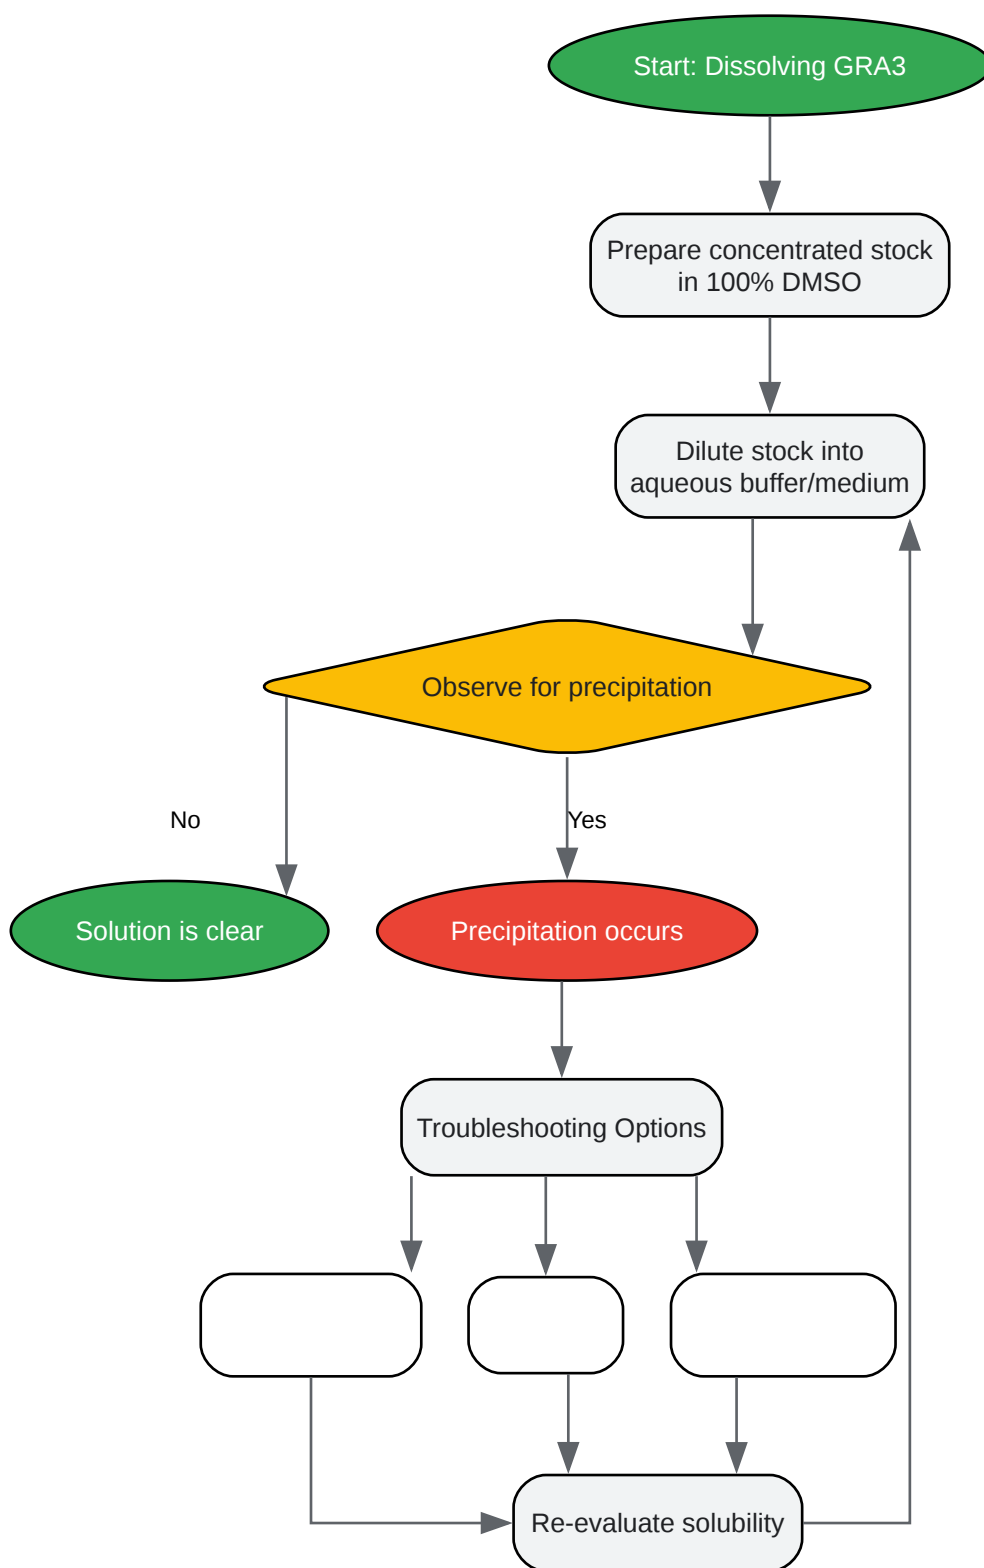 Start: Dissolving GRA3
Prepare concentrated stock
in 100% DMSO
Dilute stock into
aqueous buffer/medium
Observe for precipitation
No
Yes
Solution is clear
Precipitation occurs
Troubleshooting Options
Re-evaluate solubility